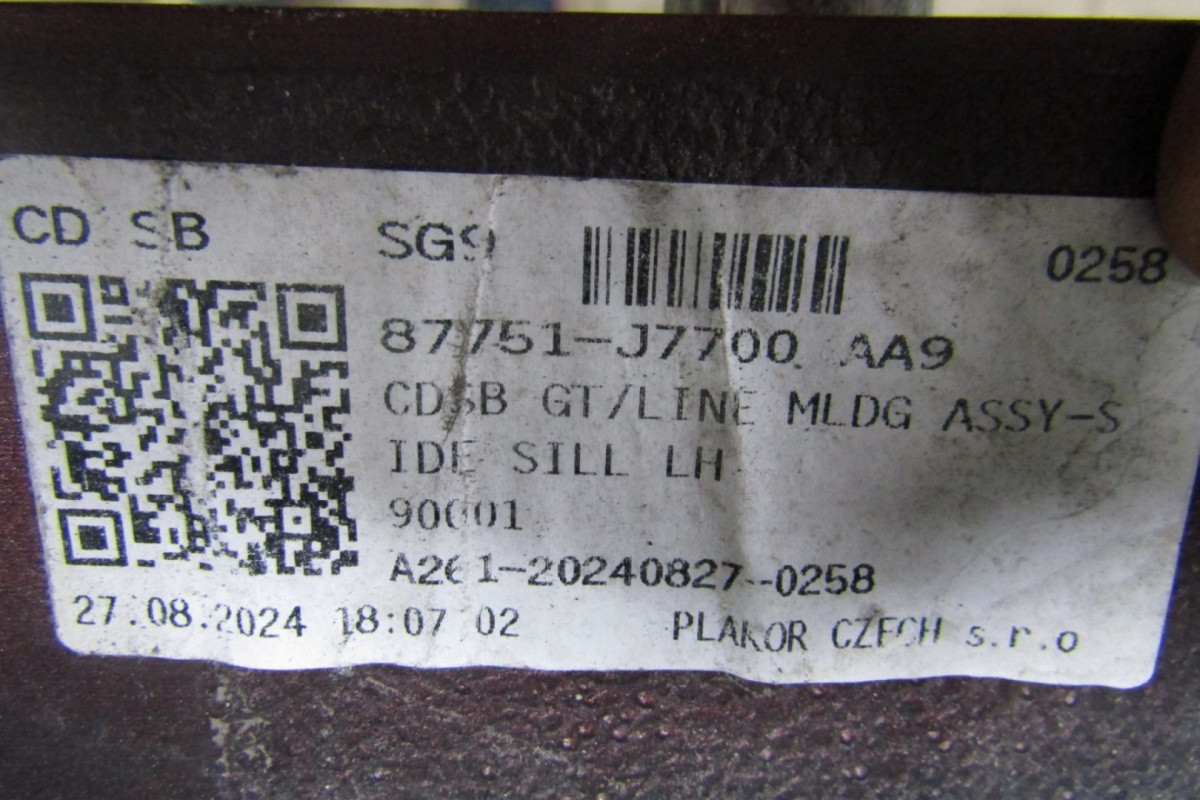 CD SB SG9 0258
87751-J7700 AA9
CDSB GT/LINE MLDG ASSY-S
IDE SILL LH
90001
A261-20240827-0258
27.08.2024 18:07 02 PLAKOR CZECH s.r.o